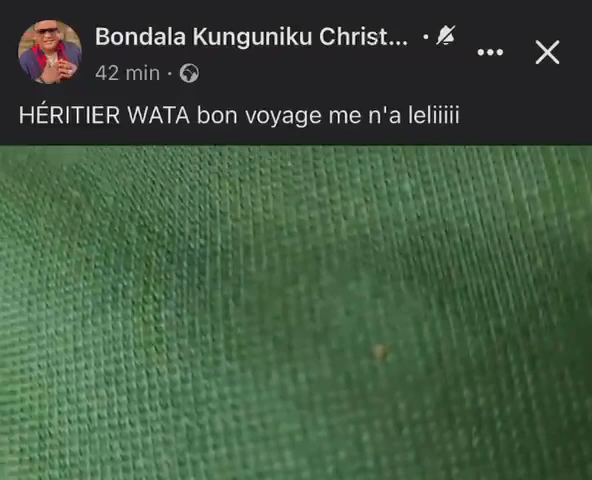 Bondala Kunguniku Christ...
42 min
HÉRITIER WATA bon voyage me n'a leliiiii